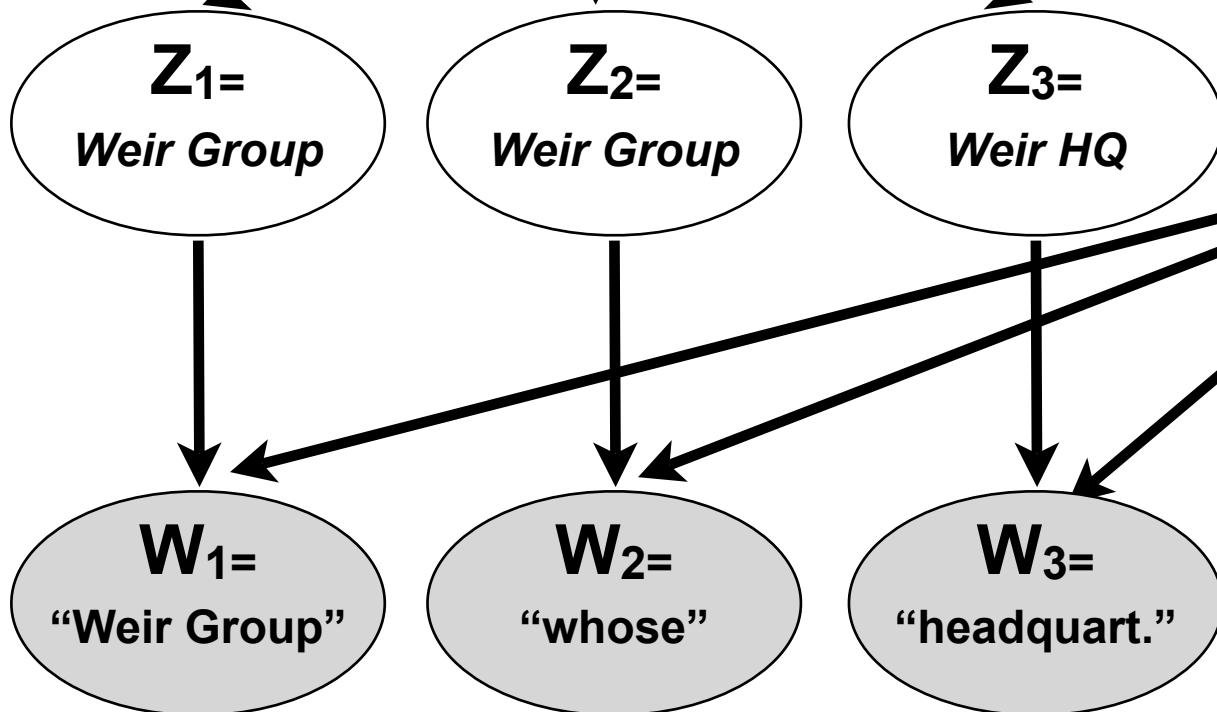 Z1=
Weir Group
Z2=
Weir Group
Z3=
Weir HQ
W1=
“Weir Group”
W2=
“whose”
W3=
“headquart.”